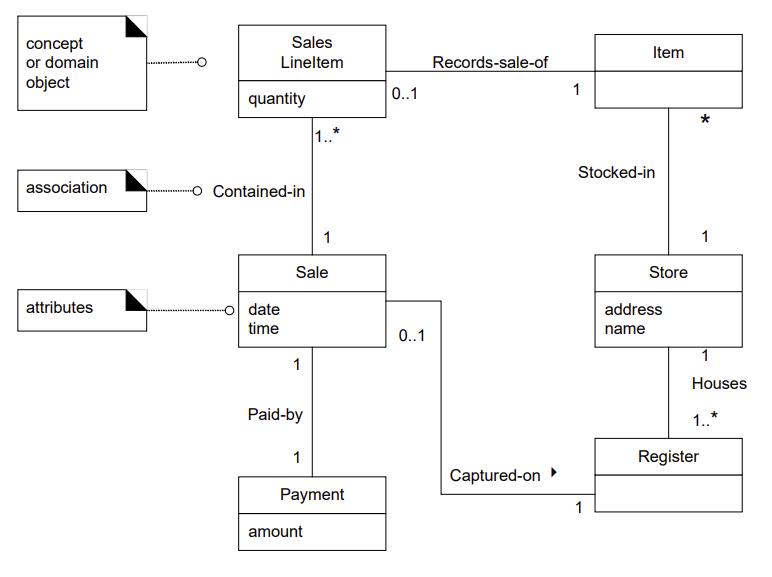 concept
or domain
object
Sales
LineItem
quantity
Records-sale-of
0..1
1
Item
*
1..*
association
Contained-in
Stocked-in
1
1
attributes
Sale
date
time
Store
address
name
0..1
1
1
Houses
Paid-by
1..*
1
Captured-on
Register
1
Payment
amount